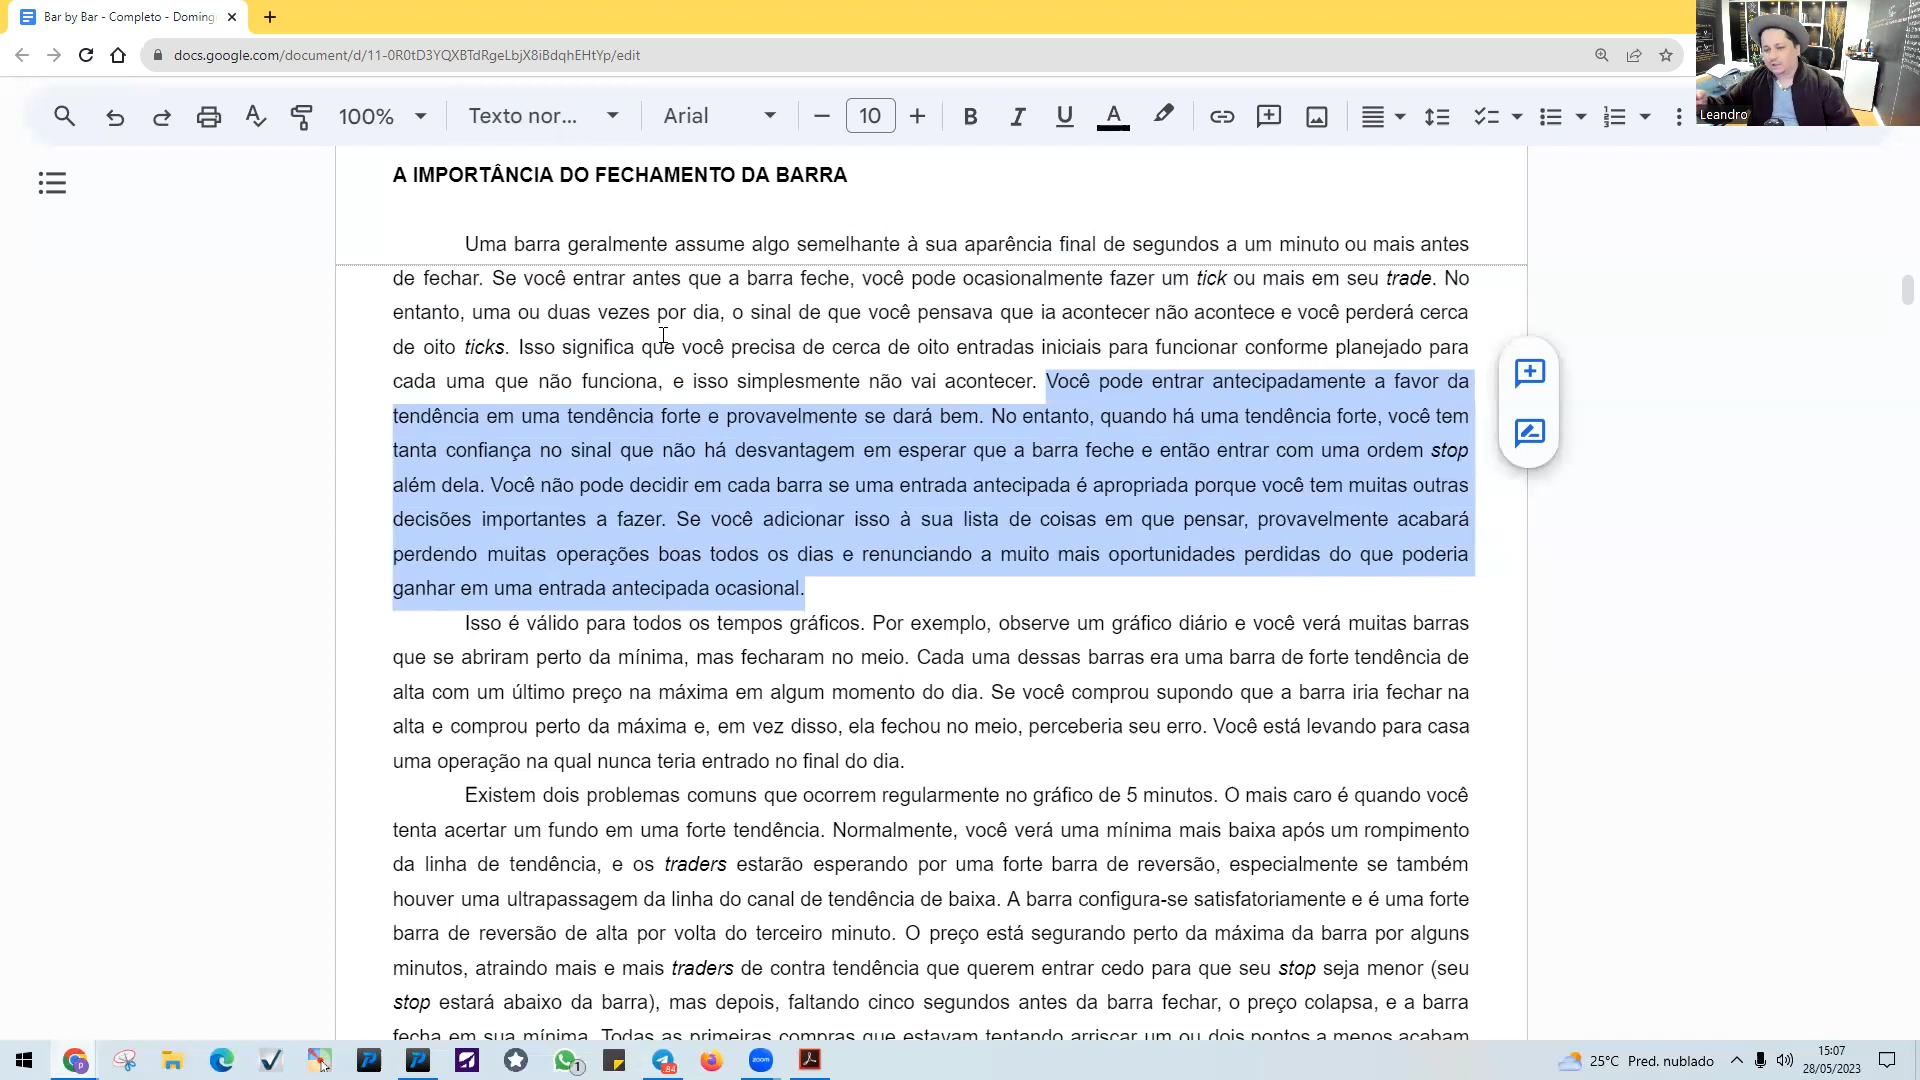 Bar by Bar - Completo - Doming
docs.google.com/document/d/11-0R0tD3YQXBTdRgeLbjX8iBdqhEHtYp/edit
Leandro
100%
Texto nor...
Arial
10
A IMPORTÂNCIA DO FECHAMENTO DA BARRA
Uma barra geralmente assume algo semelhante à sua aparência final de segundos a um minuto ou mais antes
de fechar. Se você entrar antes que a barra feche, você pode ocasionalmente fazer um tick ou mais em seu trade. No
entanto, uma ou duas vezes por dia, o sinal de que você pensava que ia acontecer não acontece e você perderá cerca
de oito ticks. Isso significa que você precisa de cerca de oito entradas iniciais para funcionar conforme planejado para
cada uma que não funciona, e isso simplesmente não vai acontecer. Você pode entrar antecipadamente a favor da
tendência em uma tendência forte e provavelmente se dará bem. No entanto, quando há uma tendência forte, você tem
tanta confiança no sinal que não há desvantagem em esperar que a barra feche e então entrar com uma ordem stop
além dela. Você não pode decidir em cada barra se uma entrada antecipada é apropriada porque você tem muitas outras
decisões importantes a fazer. Se você adicionar isso à sua lista de coisas em que pensar, provavelmente acabará
perdendo muitas operações boas todos os dias e renunciando a muito mais oportunidades perdidas do que poderia
ganhar em uma entrada antecipada ocasional.
Isso é válido para todos os tempos gráficos. Por exemplo, observe um gráfico diário e você verá muitas barras
que se abriram perto da mínima, mas fecharam no meio. Cada uma dessas barras era uma barra de forte tendência de
alta com um último preço na máxima em algum momento do dia. Se você comprou supondo que a barra iria fechar na
alta e comprou perto da máxima e, em vez disso, ela fechou no meio, perceberia seu erro. Você está levando para casa
uma operação na qual nunca teria entrado no final do dia.
Existem dois problemas comuns que ocorrem regularmente no gráfico de 5 minutos. O mais caro é quando você
tenta acertar um fundo em uma forte tendência. Normalmente, você verá uma mínima mais baixa após um rompimento
da linha de tendência, e os traders estarão esperando por uma forte barra de reversão, especialmente se também
houver uma ultrapassagem da linha do canal de tendência de baixa. A barra configura-se satisfatoriamente e é uma forte
barra de reversão de alta por volta do terceiro minuto. O preço está segurando perto da máxima da barra por alguns
minutos, atraindo mais e mais traders de contra tendência que querem entrar cedo para que seu stop seja menor (seu
stop estará abaixo da barra), mas depois, faltando cinco segundos antes da barra fechar, o preço colapsa, e a barra
fecha em sua mínima. Todas as primeiras compras que estavam tentando arriscar um ou dois pontos a menos acabam
25°C Pred. nublado
15:07
28/05/2023